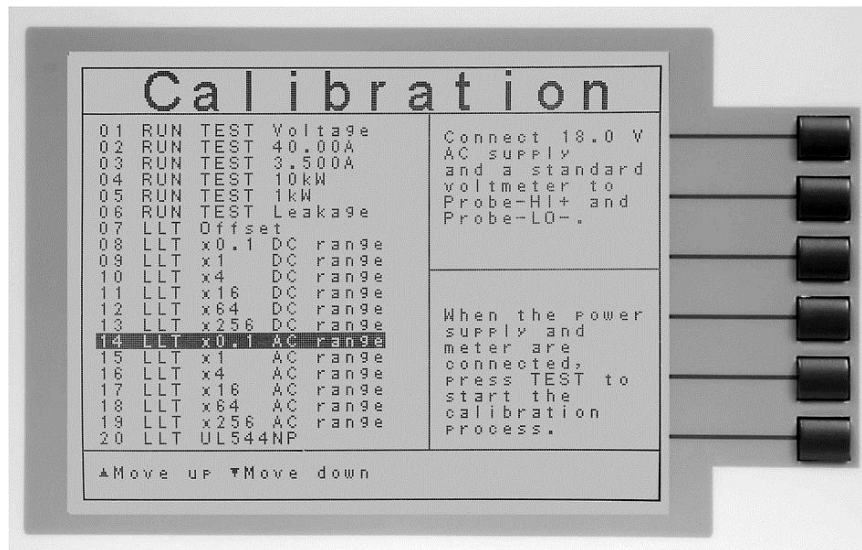 Calibration
01 RUN TEST Voltage
02 RUN TEST 40.00A
03 RUN TEST 3.500A
04 RUN TEST 10kW
05 RUN TEST 1kW
06 RUN TEST Leakage
07 LLT Offset
08 LLT x0.1 DC range
09 LLT x1 DC range
10 LLT x4 DC range
11 LLT x16 DC range
12 LLT x64 DC range
13 LLT x256 DC range
14 LLT x0.1 AC range
15 LLT x1 AC range
16 LLT x4 AC range
17 LLT x16 AC range
18 LLT x64 AC range
19 LLT x256 AC range
20 LLT UL544NP
Connect 18.0 V
AC supply
and a standard
voltmeter to
Probe-HI+ and
Probe-LO-.
When the power
supply and
meter are
connected,
press TEST to
start the
calibration
process.
▲Move up ▼Move down